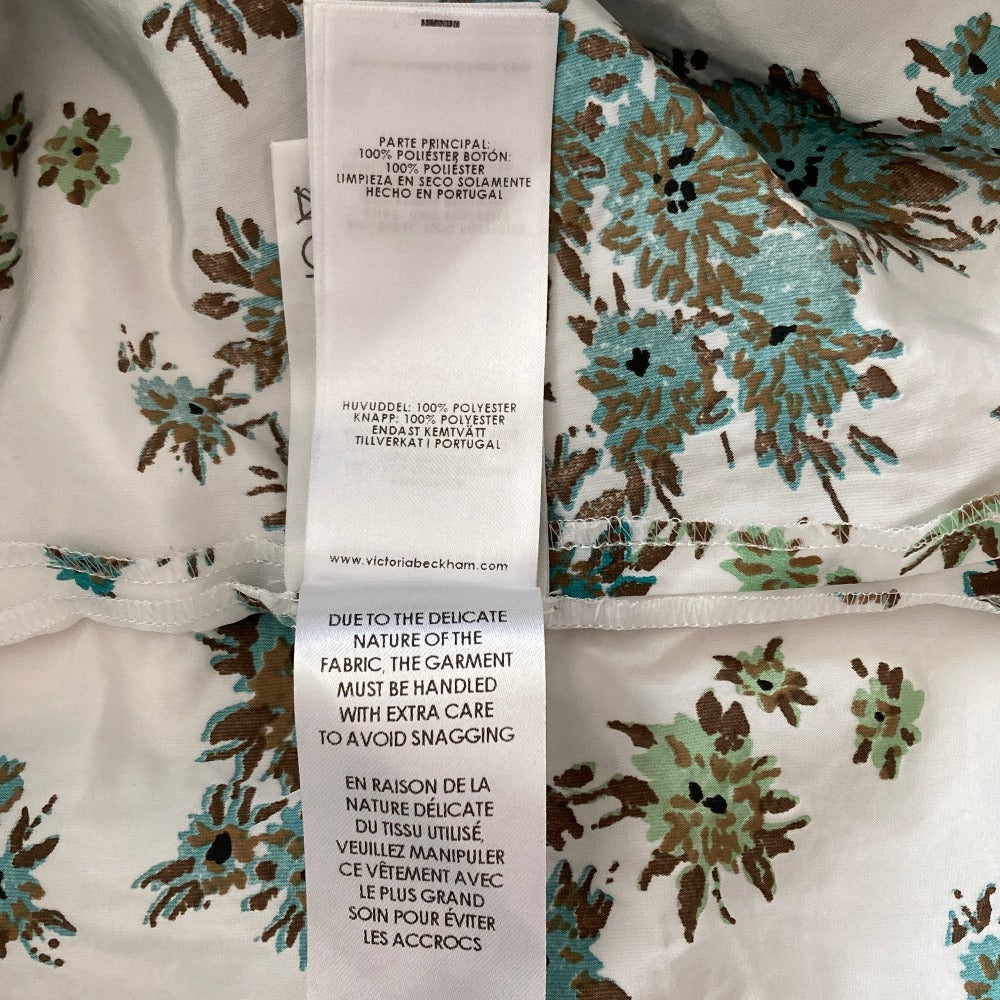 PARTE PRINCIPAL:
100% POLIÉSTER BOTÓN:
100% POLIÉSTER
LIMPIEZA EN SECO SOLAMENTE
HECHO EN PORTUGAL
HUVUDDEL: 100% POLYESTER
KNAPP: 100% POLYESTER
ENDAST KEMTVÄTT
TILLVERKAT I PORTUGAL
www.victoriabeckham.com
DUE TO THE DELICATE
NATURE OF THE
FABRIC, THE GARMENT
MUST BE HANDLED
WITH EXTRA CARE
TO AVOID SNAGGING
EN RAISON DE LA
NATURE DÉLICATE
DU TISSU UTILISÉ,
VEUILLEZ MANIPULER
CE VÊTEMENT AVEC
LE PLUS GRAND
SOIN POUR ÉVITER
LES ACCROCS